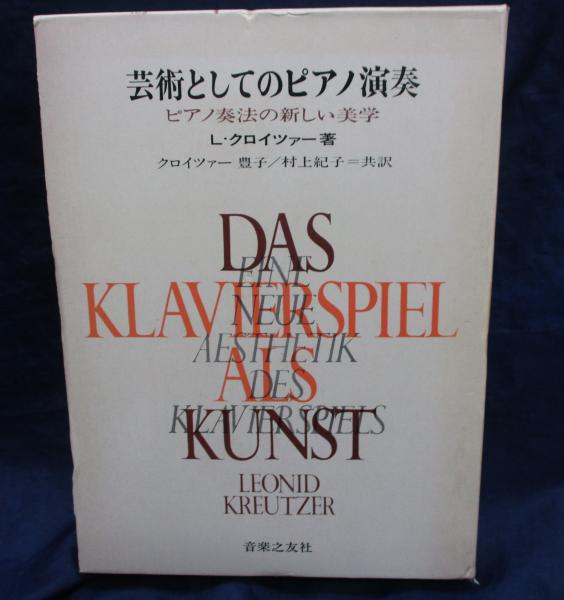 芸術としてのピアノ演奏
ピアノ奏法の新しい美学
L・クロイツァー著
クロイツァー 豊子／村上紀子＝共訳
DAS
EINE
KLAVIERSPIEL
NEUE
AESTHETIK
ALS
DES
KLAVIERSPIELS
KUNST
LEONID
KREUTZER
音楽之友社